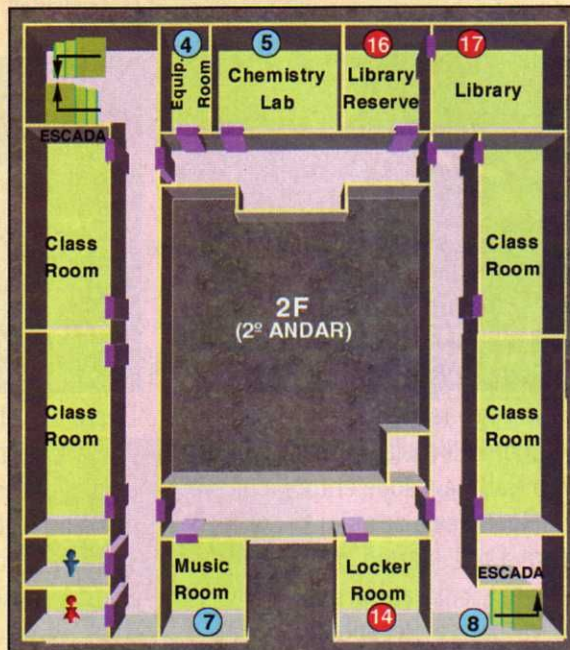 4
5
16
17
Equip.
Room
Chemistry
Lab
Library
Reserve
Library
ESCADA
Class
Room
Class
Room
2F
(2º ANDAR)
Class
Room
Class
Room
Music
Room
7
Locker
Room
14
ESCADA
8